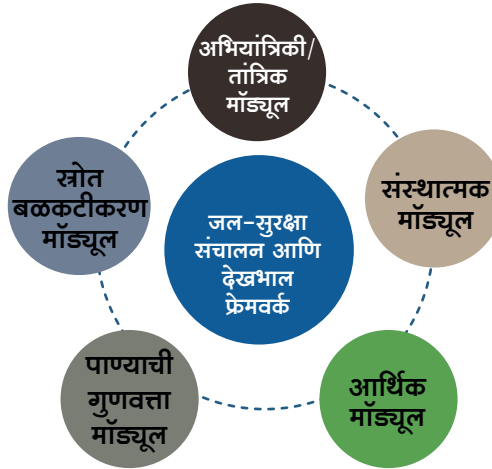 अभियांत्रिकी/
तांत्रिक
मॉड्यूल
स्त्रोत
बळकटीकरण
मॉड्यूल
संस्थात्मक
मॉड्यूल
जल-सुरक्षा
संचालन आणि
देखभाल
फ्रेमवर्क
पाण्याची
गुणवत्ता
मॉड्यूल
आर्थिक
मॉड्यूल